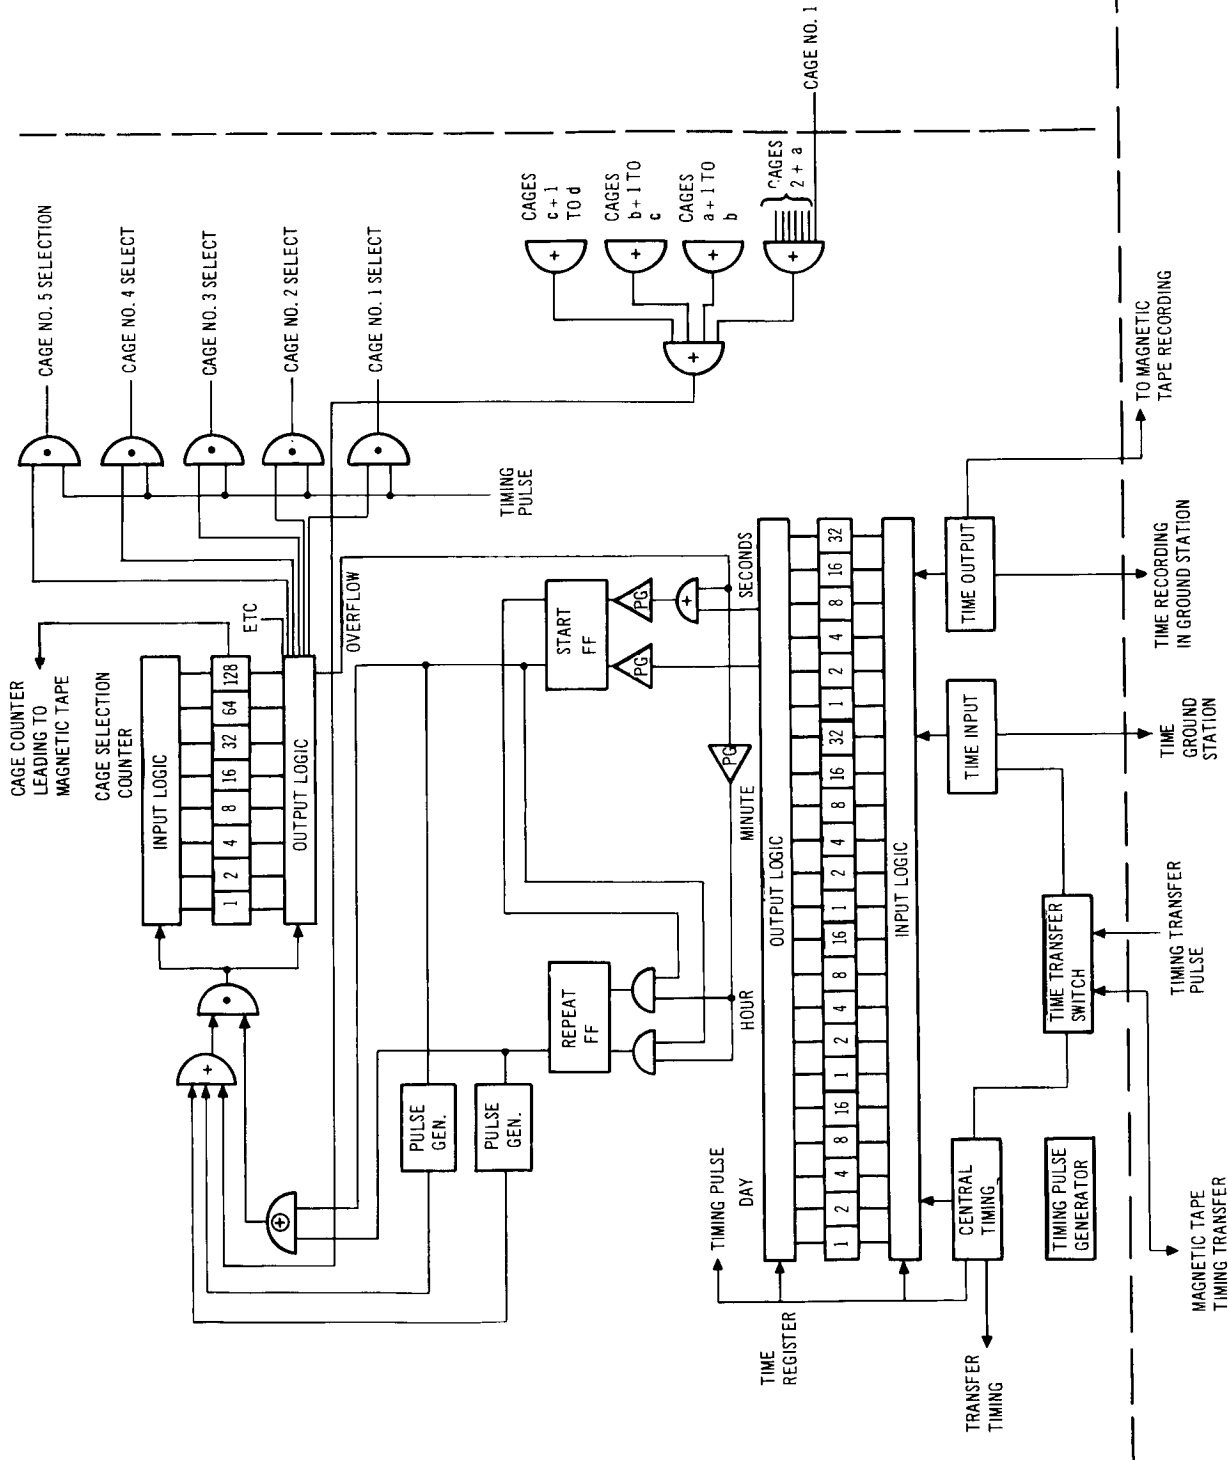 CAGE COUNTER
LEADING TO
MAGNETIC TAPE
CAGE SELECTION
COUNTER
INPUT LOGIC
1
2
4
8
16
32
64
128
OUTPUT LOGIC
ETC
OVERFLOW
CAGE NO. 5 SELECTION
CAGE NO. 4 SELECT
CAGE NO. 3 SELECT
CAGE NO. 2 SELECT
CAGE NO. 1 SELECT
TIMING
PULSE
+
PULSE
GEN.
PULSE
GEN.
+
REPEAT
FF
START
FF
PG
PG
+
PG
+
+
CAGES
c + 1
TO d
+
CAGES
b + 1 TO
c
+
CAGES
a + 1 TO
b
+
CAGES
2 + a
CAGE NO. 1
TIMING PULSE
DAY
HOUR
MINUTE
SECONDS
TIME
REGISTER
OUTPUT LOGIC
1
2
4
8
16
1
2
4
8
16
1
2
4
8
16
32
1
2
4
8
16
32
INPUT LOGIC
TRANSFER
TIMING
CENTRAL
TIMING
TIMING PULSE
GENERATOR
TIME TRANSFER
SWITCH
TIME INPUT
TIME OUTPUT
MAGNETIC TAPE
TIMING TRANSFER
TIMING TRANSFER
PULSE
TIME
GROUND
STATION
TIME RECORDING
IN GROUND STATION
TO MAGNETIC
TAPE RECORDING